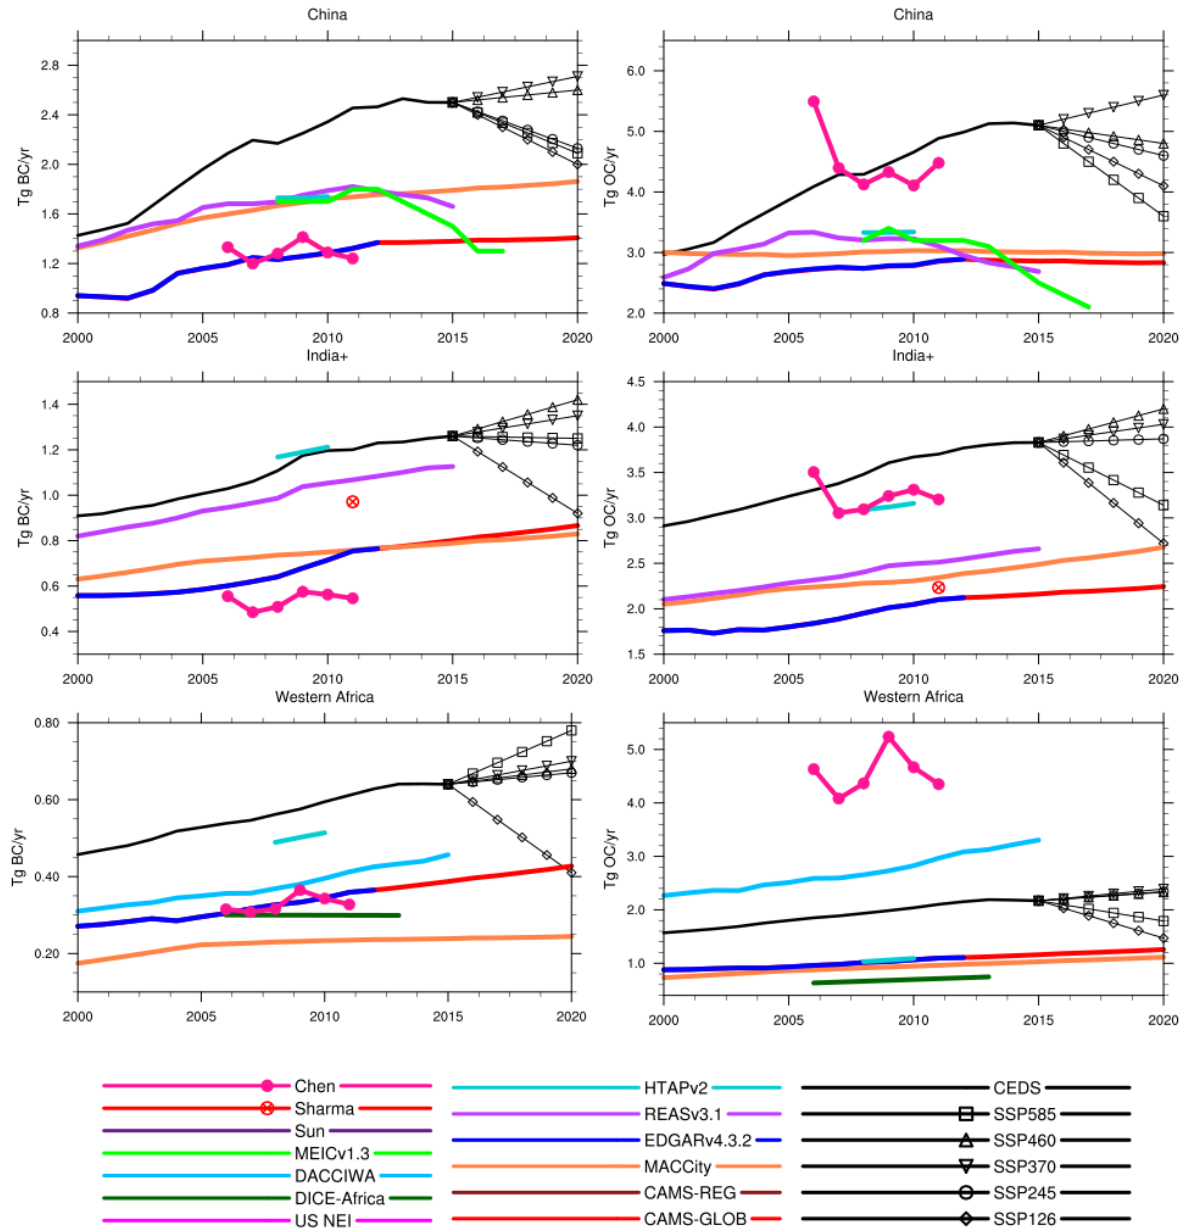 China
Tg BC/yr
2.8
2.4
2.0
1.6
1.2
0.8
2000 2005 2010 2015 2020
China
Tg OC/yr
6.0
5.0
4.0
3.0
2.0
2000 2005 2010 2015 2020
India+
Tg BC/yr
1.4
1.2
1.0
0.8
0.6
0.4
2000 2005 2010 2015 2020
India+
Tg OC/yr
4.5
4.0
3.5
3.0
2.5
2.0
1.5
2000 2005 2010 2015 2020
Western Africa
Tg BC/yr
0.80
0.60
0.40
0.20
2000 2005 2010 2015 2020
Western Africa
Tg OC/yr
5.0
4.0
3.0
2.0
1.0
2000 2005 2010 2015 2020
Chen
Sharma
Sun
MEICv1.3
DACCIWA
DICE-Africa
US NEI
HTAPv2
REASv3.1
EDGARv4.3.2
MACCity
CAMS-REG
CAMS-GLOB
CEDS
SSP585
SSP460
SSP370
SSP245
SSP126